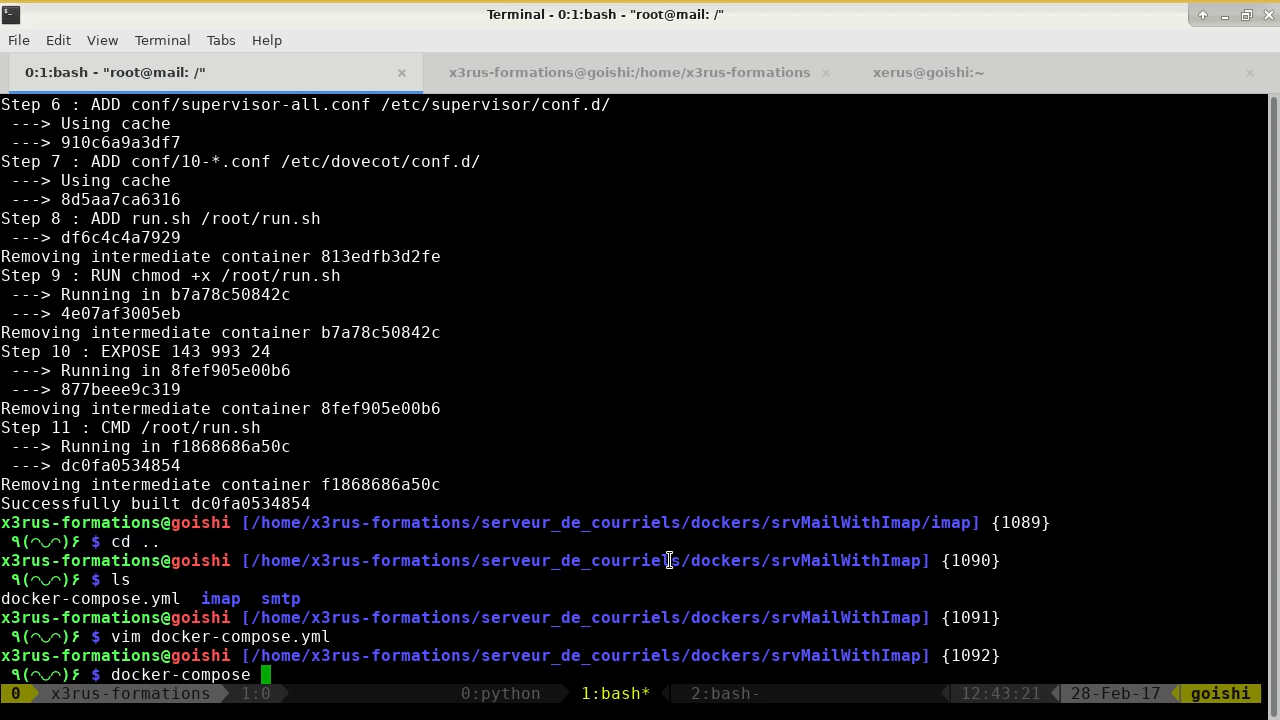 Terminal - 0:1:bash - "root@mail: /"
File Edit View Terminal Tabs Help
0:1:bash - "root@mail: /" x3rus-formations@goishi:/home/x3rus-formations xerus@goishi:~
Step 6 : ADD conf/supervisor-all.conf /etc/supervisor/conf.d/
---> Using cache
---> 910c6a9a3df7
Step 7 : ADD conf/10-*.conf /etc/dovecot/conf.d/
---> Using cache
---> 8d5aa7ca6316
Step 8 : ADD run.sh /root/run.sh
---> df6c4c4a7929
Removing intermediate container 813edfb3d2fe
Step 9 : RUN chmod +x /root/run.sh
---> Running in b7a78c50842c
---> 4e07af3005eb
Removing intermediate container b7a78c50842c
Step 10 : EXPOSE 143 993 24
---> Running in 8fef905e00b6
---> 877beee9c319
Removing intermediate container 8fef905e00b6
Step 11 : CMD /root/run.sh
---> Running in f1868686a50c
---> dc0fa0534854
Removing intermediate container f1868686a50c
Successfully built dc0fa0534854
x3rus-formations@goishi [/home/x3rus-formations/serveur_de_courriels/dockers/srvMailWithImap/imap] {1089}
٩(◠◡◠)۶ $ cd ..
x3rus-formations@goishi [/home/x3rus-formations/serveur_de_courriels/dockers/srvMailWithImap] {1090}
٩(◠◡◠)۶ $ ls
docker-compose.yml imap smtp
x3rus-formations@goishi [/home/x3rus-formations/serveur_de_courriels/dockers/srvMailWithImap] {1091}
٩(◠◡◠)۶ $ vim docker-compose.yml
x3rus-formations@goishi [/home/x3rus-formations/serveur_de_courriels/dockers/srvMailWithImap] {1092}
٩(◠◡◠)۶ $ docker-compose
0 x3rus-formations 1:0 0:python 1:bash* 2:bash- 12:43:21 28-Feb-17 goishi